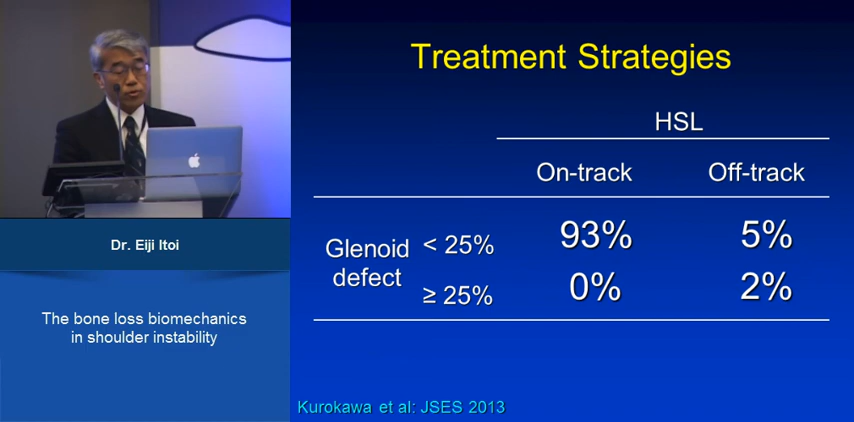 Treatment Strategies
HSL
On-track Off-track
Glenoid defect < 25% 93% 5%
≥ 25% 0% 2%
Kurokawa et al: JSES 2013
Dr. Eiji Itoi
The bone loss biomechanics
in shoulder instability